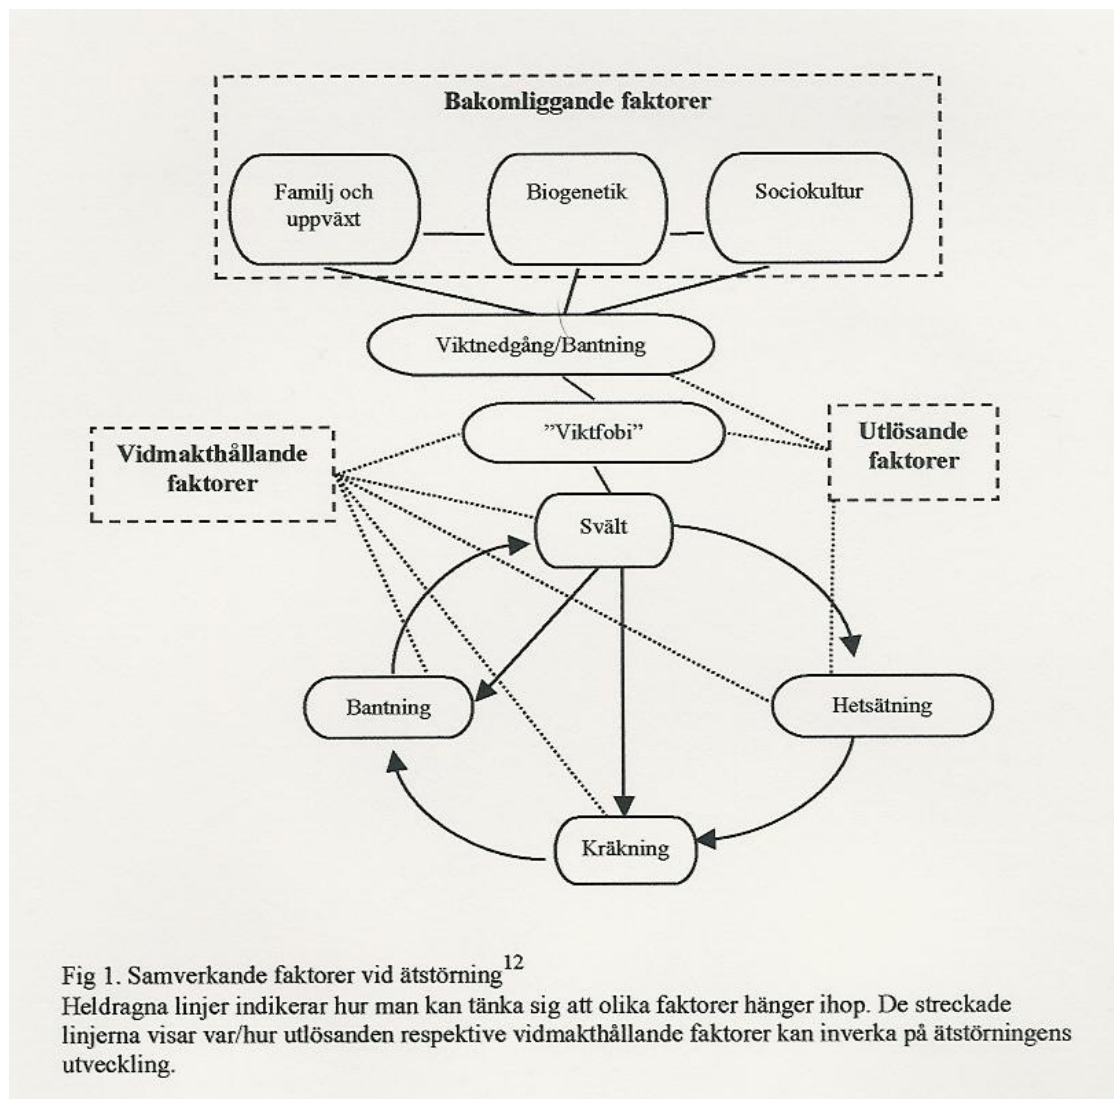 Bakomliggande faktorer
Familj och
uppväxt
Biogenetik
Sociokultur
Viktnedgång/Bantning
"Viktfobi"
Utlösande
faktorer
Vidmakthållande
faktorer
Svält
Bantning
Hetsätning
Kräkning
Fig 1. Samverkande faktorer vid ätstörning12
Heldragna linjer indikerar hur man kan tänka sig att olika faktorer hänger ihop. De streckade
linjerna visar var/hur utlösanden respektive vidmakthållande faktorer kan inverka på ätstörningens
utveckling.